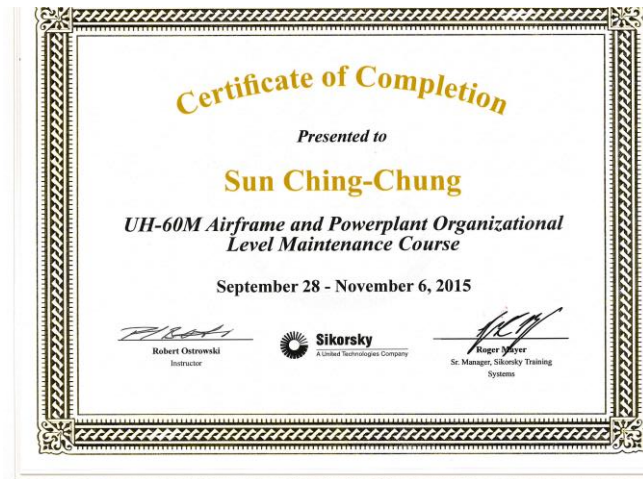 Certificate of Completion
Presented to
Sun Ching-Chung
UH-60M Airframe and Powerplant Organizational
Level Maintenance Course
September 28 - November 6, 2015
Robert Ostrowski
Instructor
Sikorsky
A United Technologies Company
Roger Mayer
Sr. Manager, Sikorsky Training
Systems